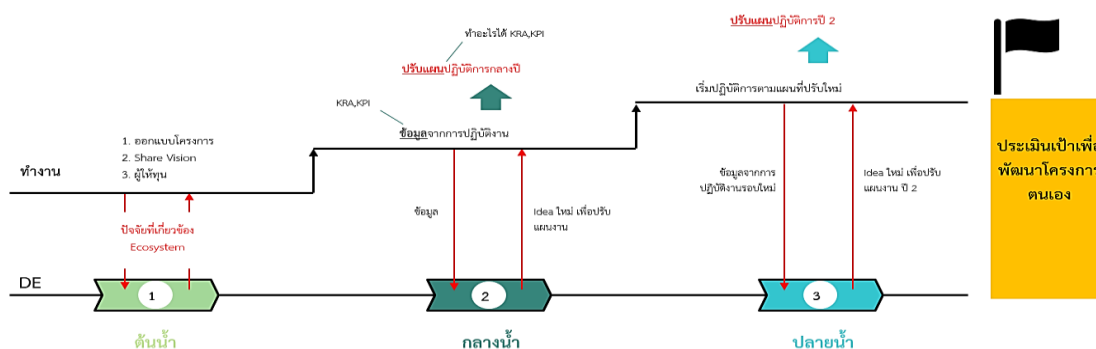 ทำอะไรได้ KRA,KPI
ปรับแผนปฏิบัติการกลางปี
ปรับแผนปฏิบัติการปี 2
KRA,KPI
ข้อมูลจากการปฏิบัติงาน
เริ่มปฏิบัติการตามแผนที่ปรับใหม่
1. ออกแบบโครงการ
2. Share Vision
3. ผู้ให้ทุน
ทำงาน
ปัจจัยที่เกี่ยวข้อง
Ecosystem
ข้อมูล
Idea ใหม่ เพื่อปรับ
แผนงาน
ข้อมูลจากการ
ปฏิบัติงานรอบใหม่
Idea ใหม่ เพื่อปรับ
แผนงาน ปี 2
ประเมินเป้าเพื่อ
พัฒนาโครงการ
ตนเอง
DE
1
2
3
ต้นน้ำ
กลางน้ำ
ปลายน้ำ